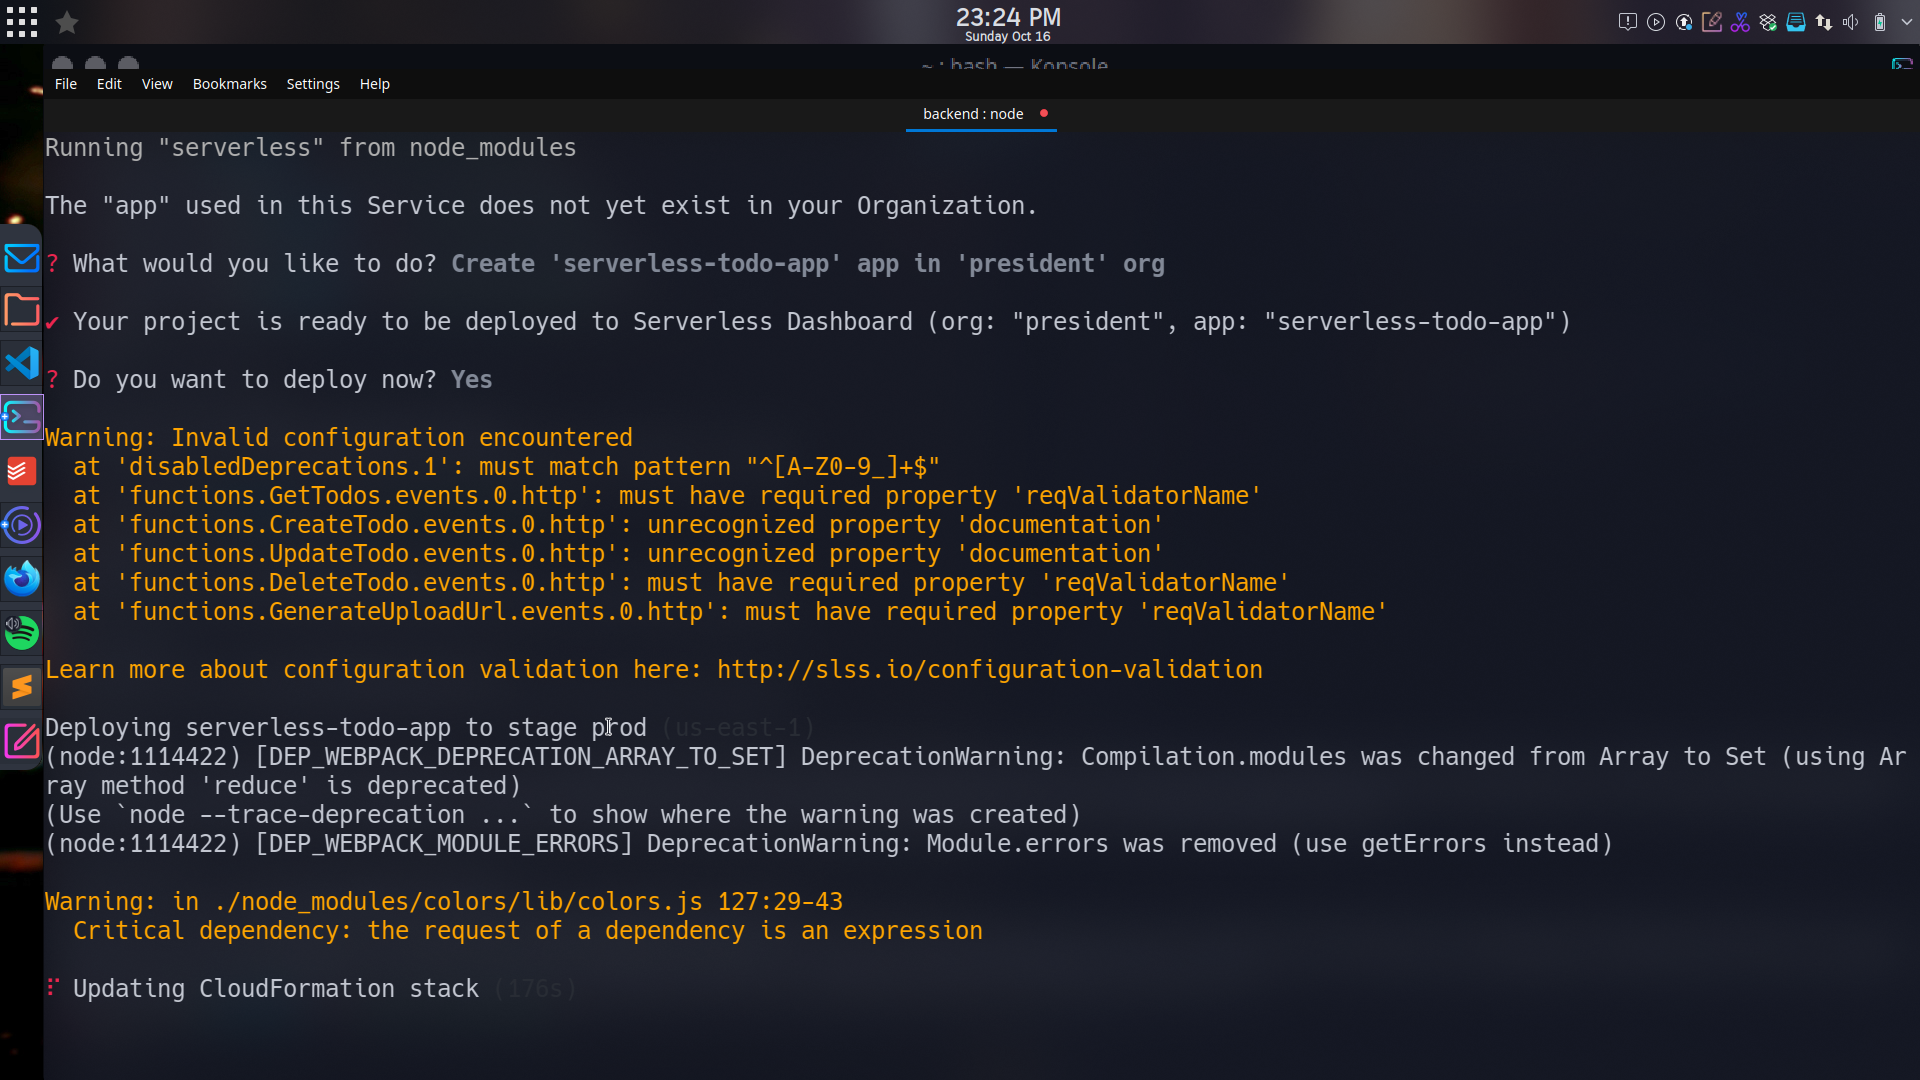 23:24 PM
Sunday Oct 16
~ : bash — Konsole
File Edit View Bookmarks Settings Help
backend : node
Running "serverless" from node_modules
The "app" used in this Service does not yet exist in your Organization.
? What would you like to do? Create 'serverless-todo-app' app in 'president' org
✔ Your project is ready to be deployed to Serverless Dashboard (org: "president", app: "serverless-todo-app")
? Do you want to deploy now? Yes
Warning: Invalid configuration encountered
at 'disabledDeprecations.1': must match pattern "^[A-Z0-9_]+$"
at 'functions.GetTodos.events.0.http': must have required property 'reqValidatorName'
at 'functions.CreateTodo.events.0.http': unrecognized property 'documentation'
at 'functions.UpdateTodo.events.0.http': unrecognized property 'documentation'
at 'functions.DeleteTodo.events.0.http': must have required property 'reqValidatorName'
at 'functions.GenerateUploadUrl.events.0.http': must have required property 'reqValidatorName'
Learn more about configuration validation here: http://slss.io/configuration-validation
Deploying serverless-todo-app to stage prod (us-east-1)
(node:1114422) [DEP_WEBPACK_DEPRECATION_ARRAY_TO_SET] DeprecationWarning: Compilation.modules was changed from Array to Set (using Ar
ray method 'reduce' is deprecated)
(Use `node --trace-deprecation ...` to show where the warning was created)
(node:1114422) [DEP_WEBPACK_MODULE_ERRORS] DeprecationWarning: Module.errors was removed (use getErrors instead)
Warning: in ./node_modules/colors/lib/colors.js 127:29-43
Critical dependency: the request of a dependency is an expression
⠏ Updating CloudFormation stack (176s)